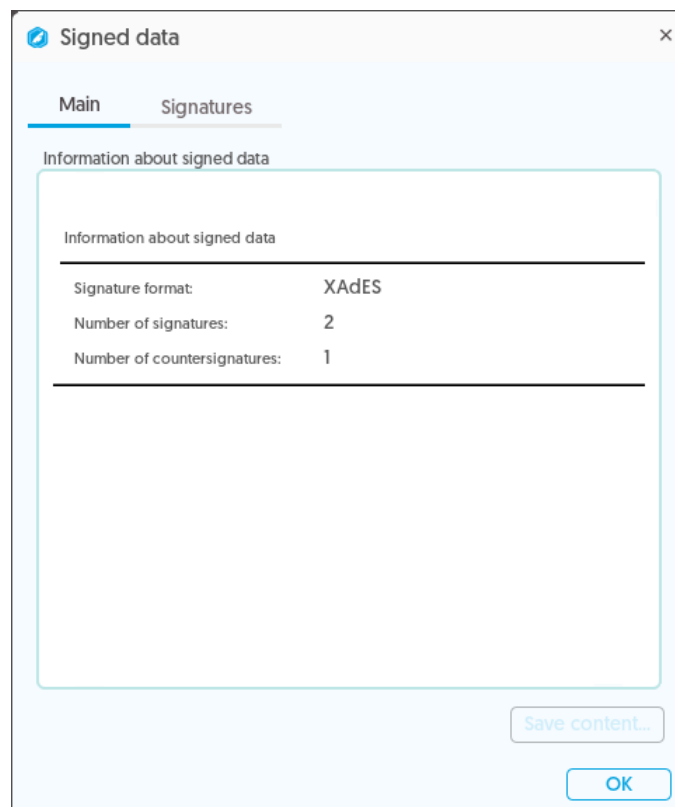 Signed data
×
Main Signatures
Information about signed data
Information about signed data
Signature format: XAdES
Number of signatures: 2
Number of countersignatures: 1
Save content...
OK